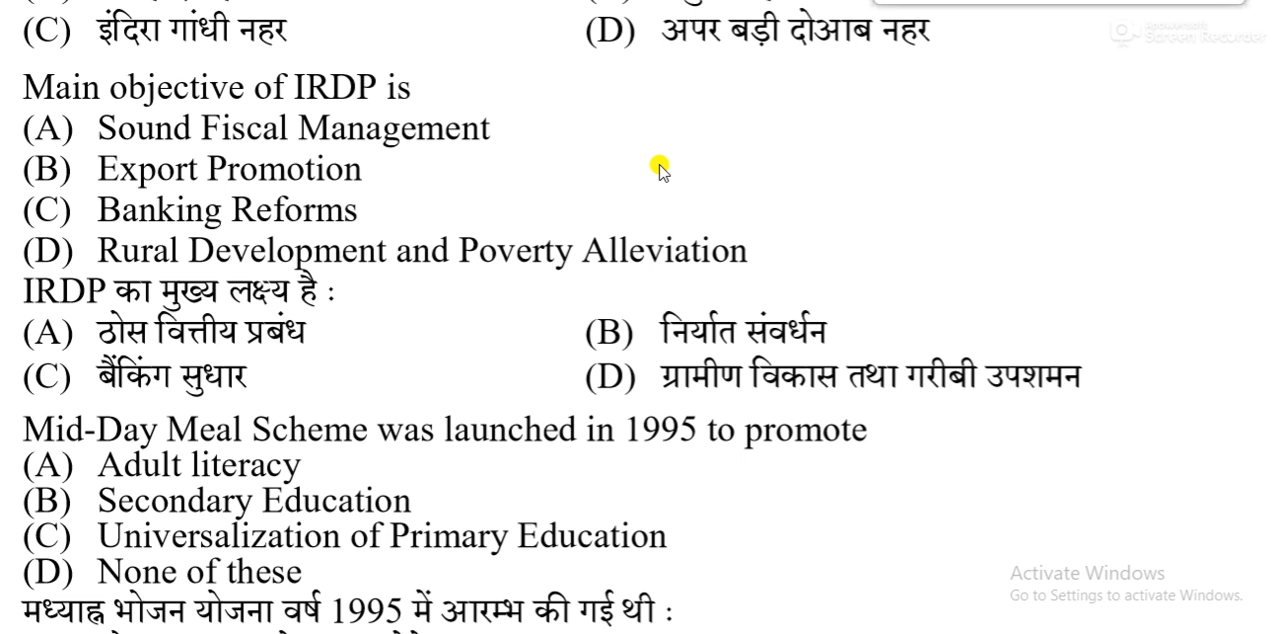 (C) इंदिरा गांधी नहर (D) अपर बड़ी दोआब नहर
Apowersoft
Screen Recorder
Main objective of IRDP is
(A) Sound Fiscal Management
(B) Export Promotion
(C) Banking Reforms
(D) Rural Development and Poverty Alleviation
IRDP का मुख्य लक्ष्य है :
(A) ठोस वित्तीय प्रबंध (B) निर्यात संवर्धन
(C) बैंकिंग सुधार (D) ग्रामीण विकास तथा गरीबी उपशमन
Mid-Day Meal Scheme was launched in 1995 to promote
(A) Adult literacy
(B) Secondary Education
(C) Universalization of Primary Education
(D) None of these
Activate Windows
Go to Settings to activate Windows.
मध्याह्न भोजन योजना वर्ष 1995 में आरम्भ की गई थी :